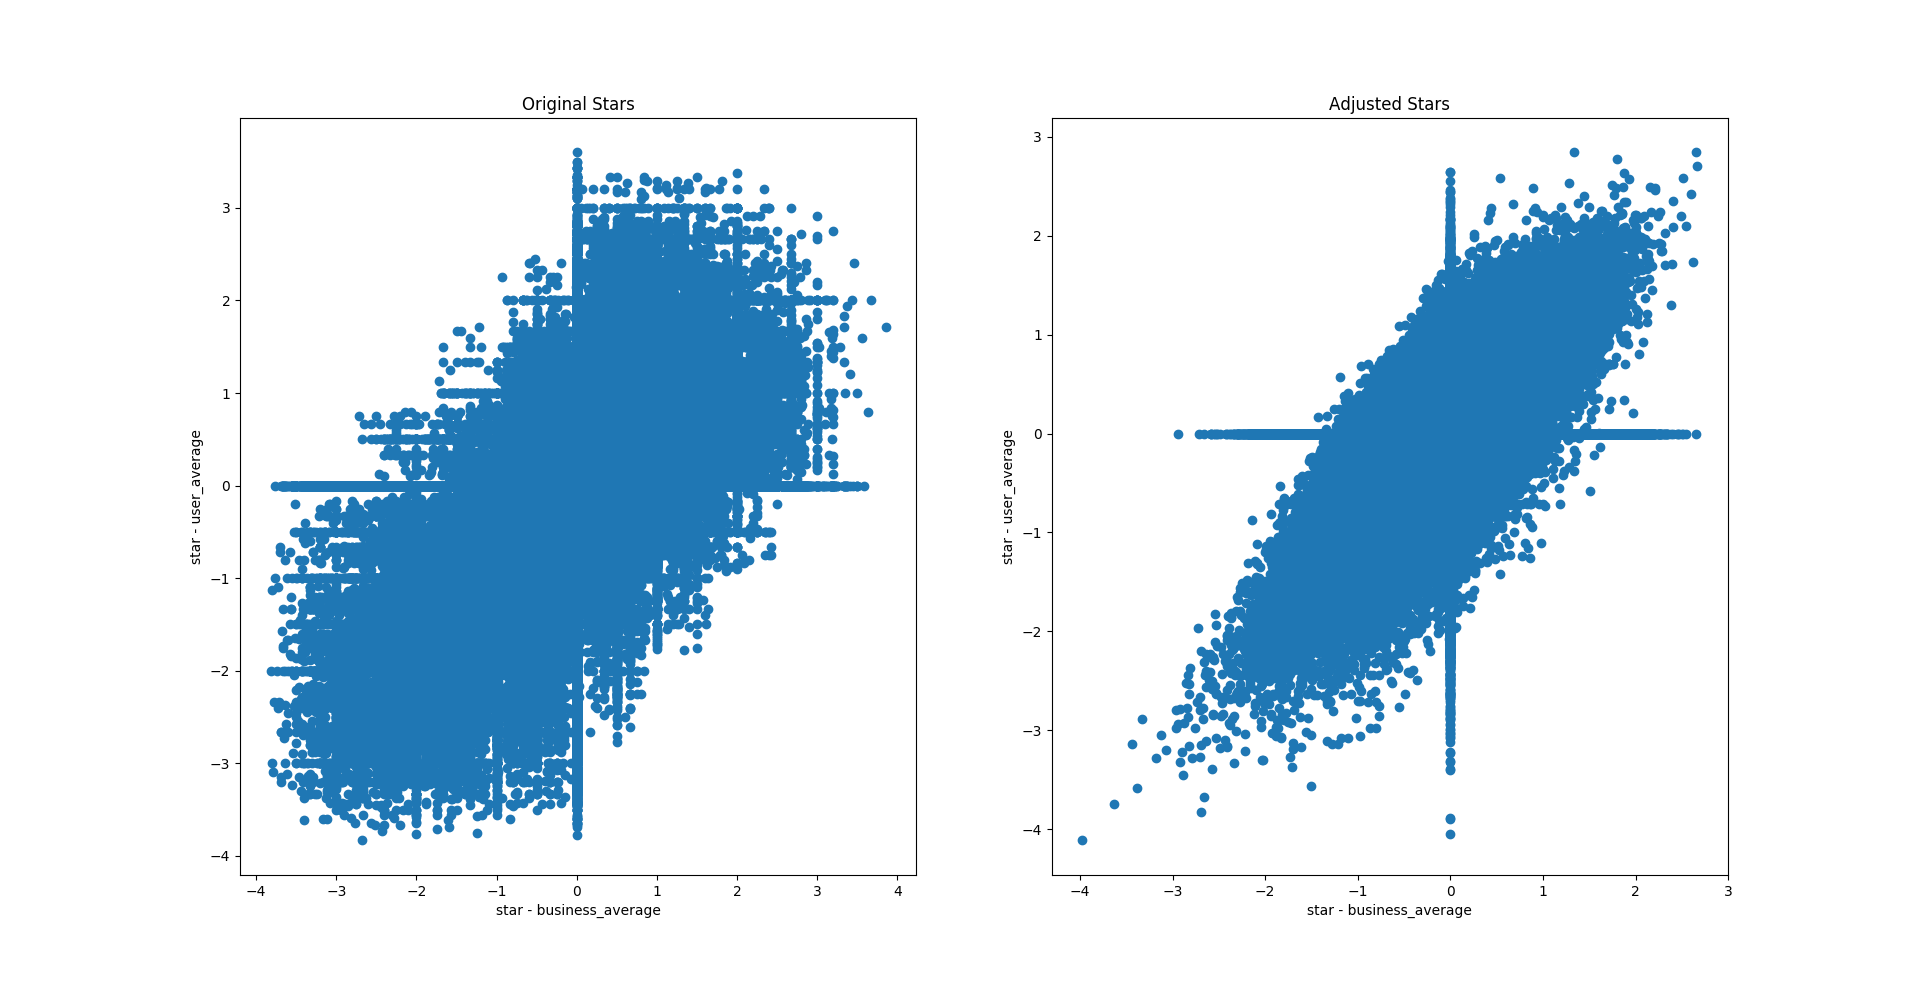 Original Stars
star - user_average
3
2
1
0
−1
−2
−3
−4
−4 −3 −2 −1 0 1 2 3 4
star - business_average
Adjusted Stars
star - user_average
3
2
1
0
−1
−2
−3
−4
−4 −3 −2 −1 0 1 2 3
star - business_average